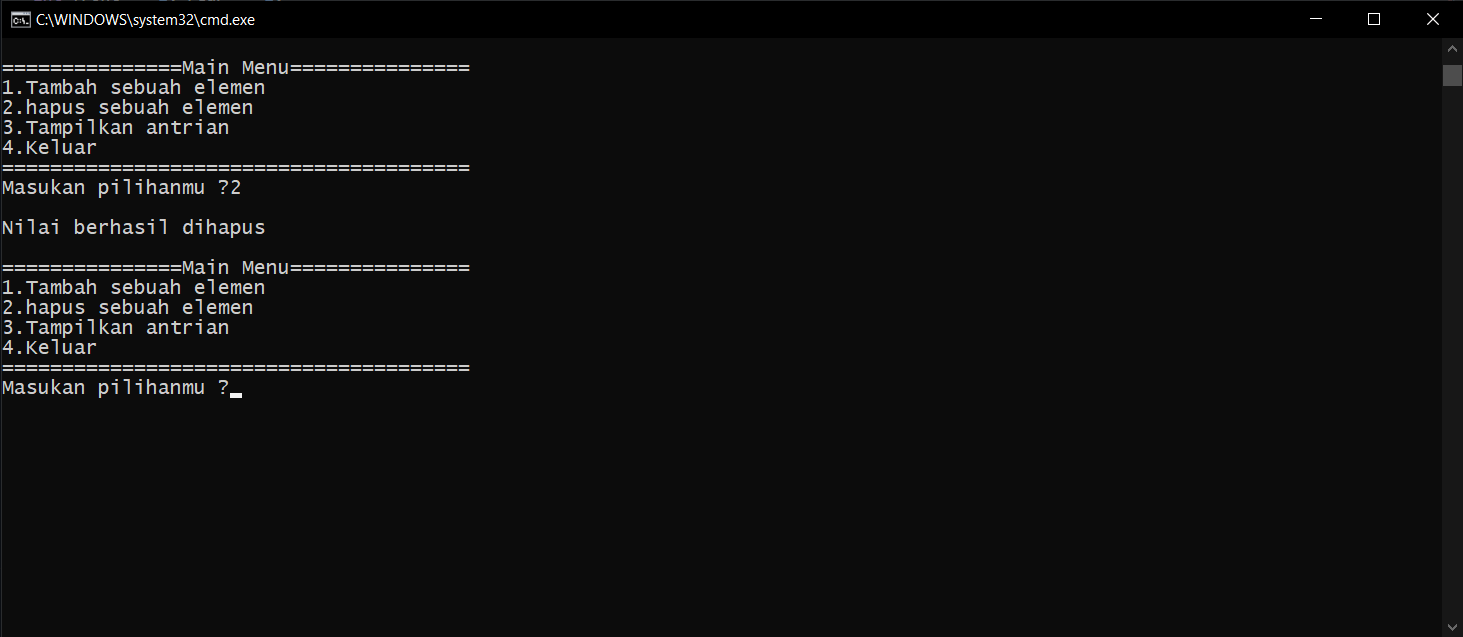 C:\WINDOWS\system32\cmd.exe
===============Main Menu===============
1.Tambah sebuah elemen
2.hapus sebuah elemen
3.Tampilkan antrian
4.Keluar
=======================================
Masukan pilihanmu ?2
Nilai berhasil dihapus
===============Main Menu===============
1.Tambah sebuah elemen
2.hapus sebuah elemen
3.Tampilkan antrian
4.Keluar
=======================================
Masukan pilihanmu ?